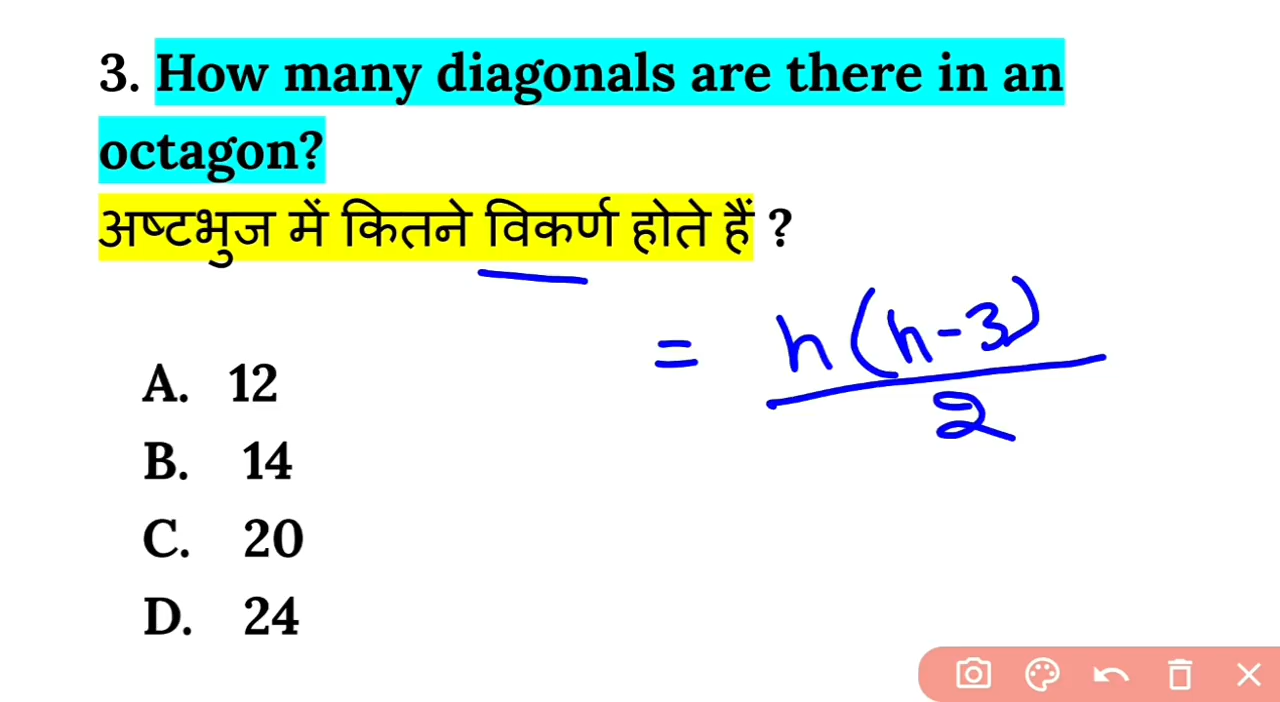 3. How many diagonals are there in an
octagon?
अष्टभुज में कितने विकर्ण होते हैं ?
= n(n-3)
2
A. 12
B. 14
C. 20
D. 24